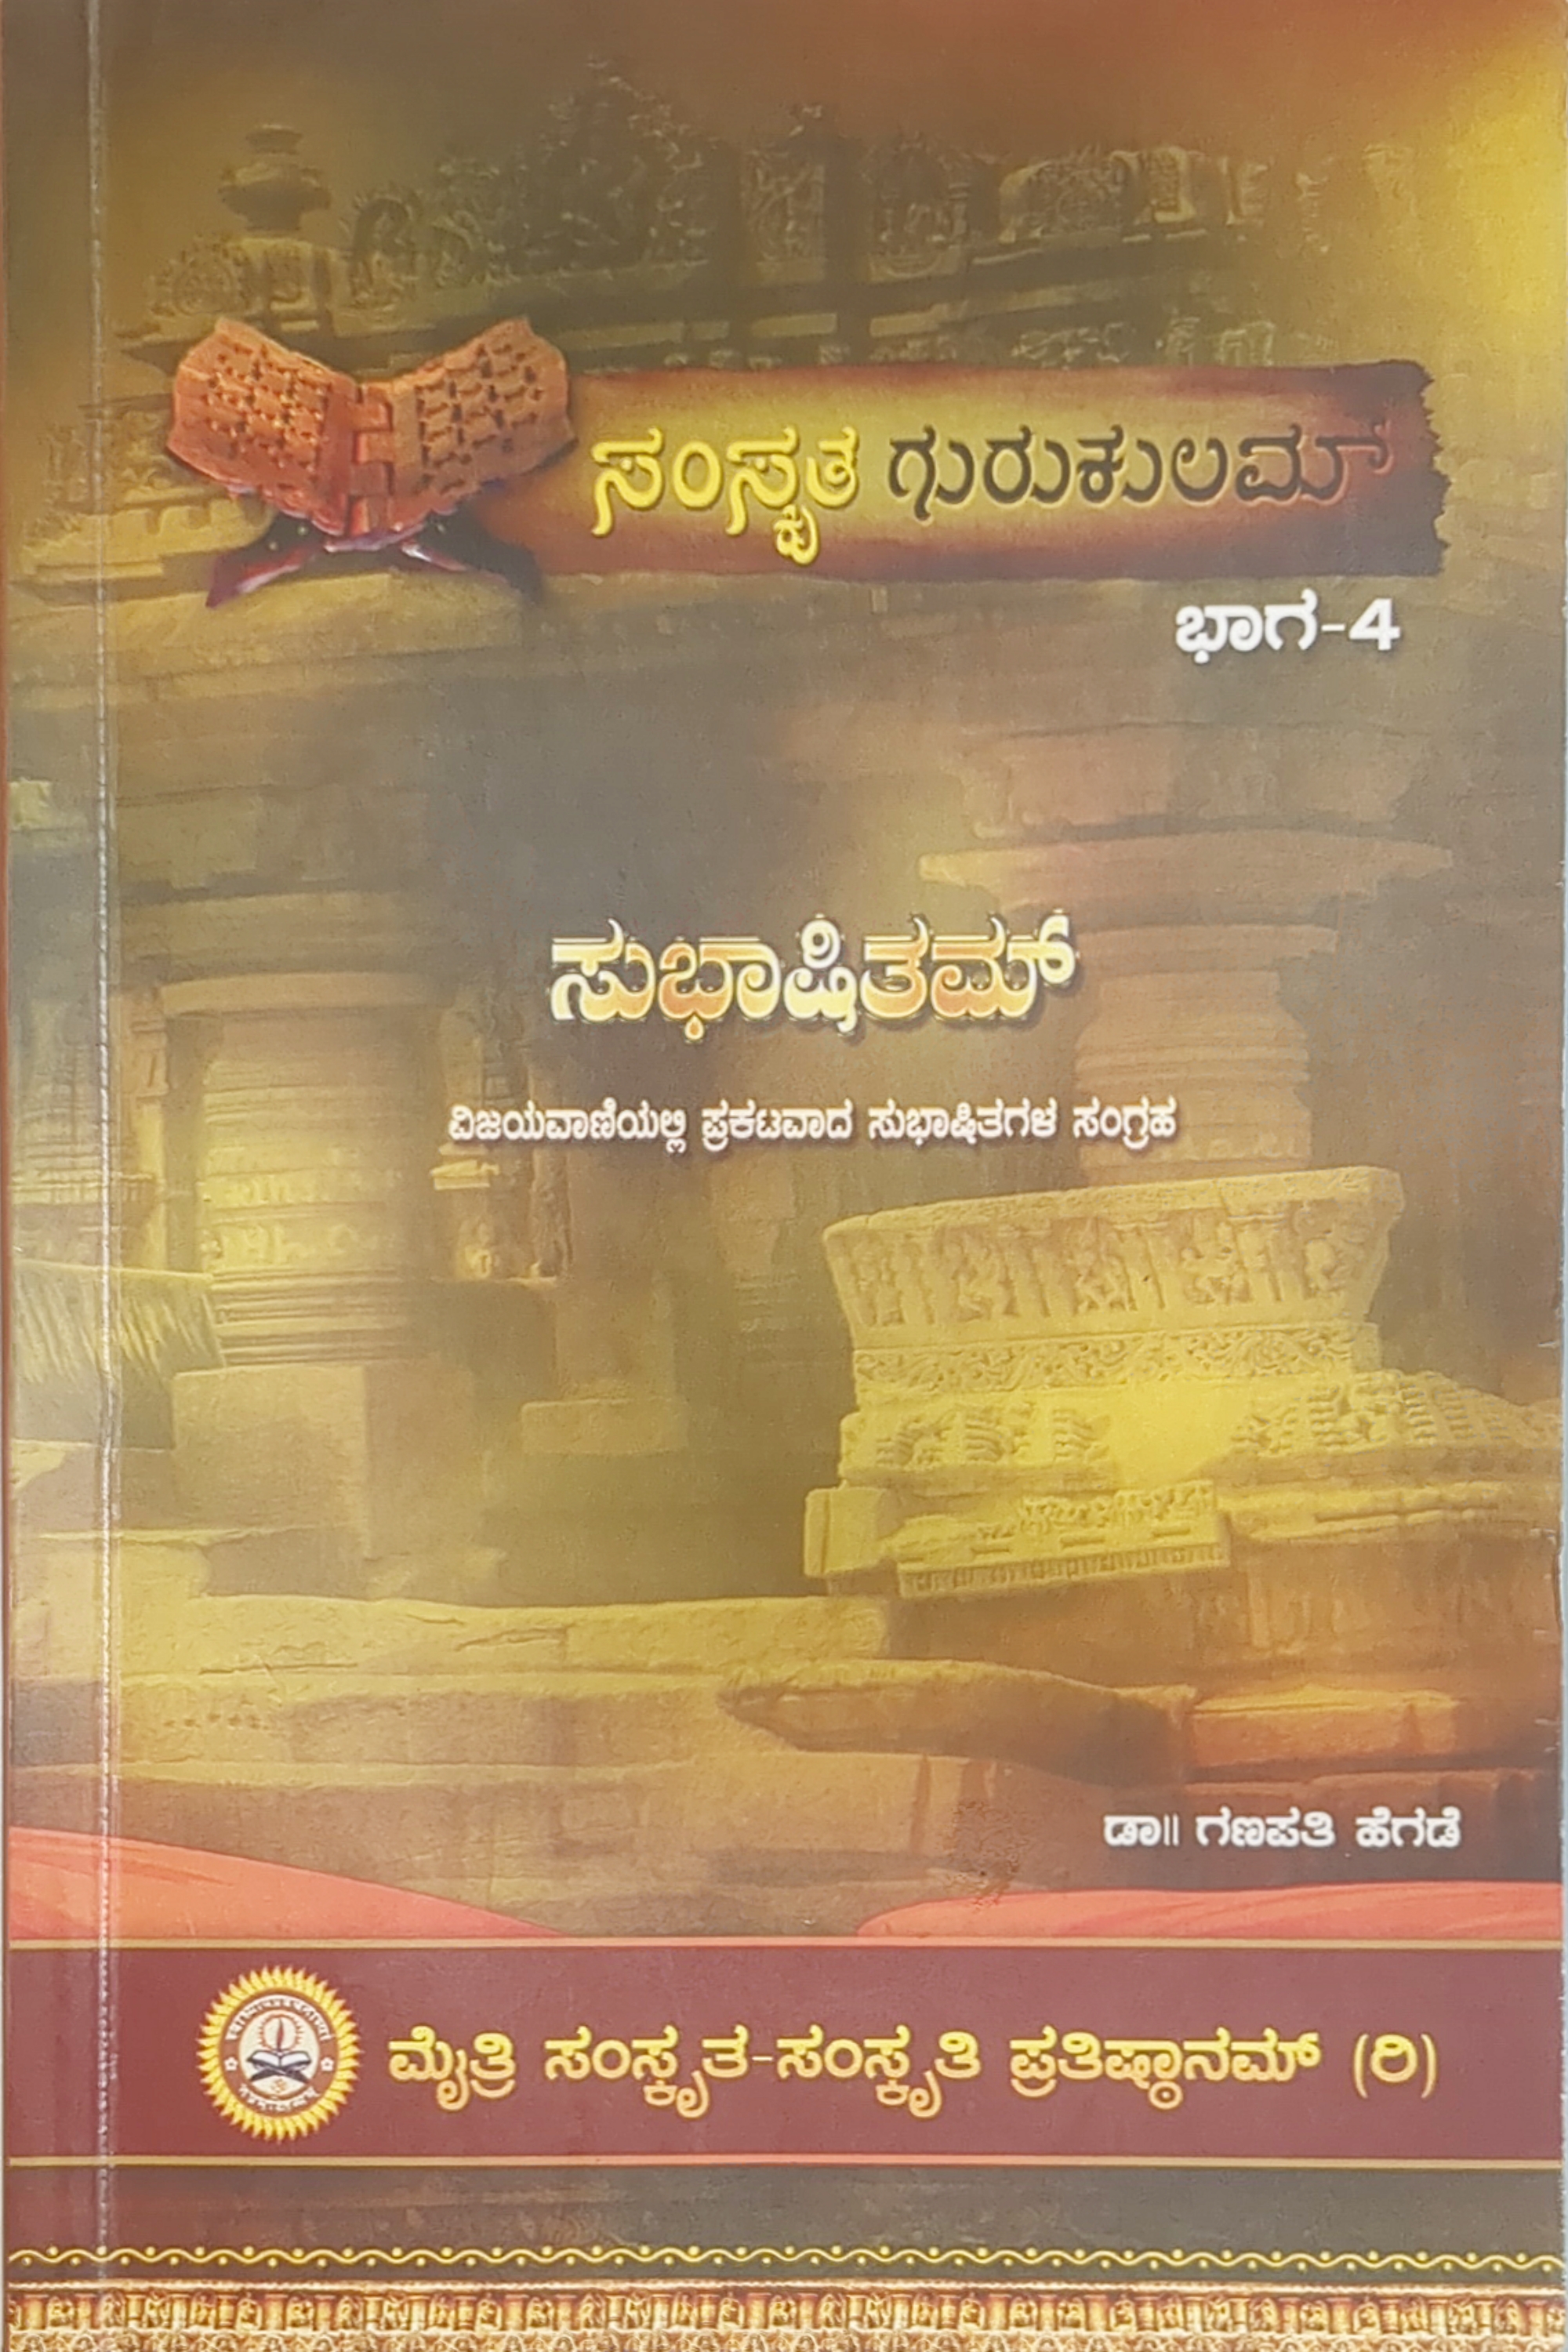 ಸಂಸ್ಕೃತ ಗುರುಕುಲಮ್
ಭಾಗ-4
ಸುಭಾಷಿತಮ್
ವಿಜಯವಾಣಿಯಲ್ಲಿ ಪ್ರಕಟವಾದ ಸುಭಾಷಿತಗಳ ಸಂಗ್ರಹ
ಡಾ॥ ಗಣಪತಿ ಹೆಗಡೆ
ಮೈತ್ರಿ ಸಂಸ್ಕೃತ-ಸಂಸ್ಕೃತಿ ಪ್ರತಿಷ್ಠಾನಮ್ (ರಿ)